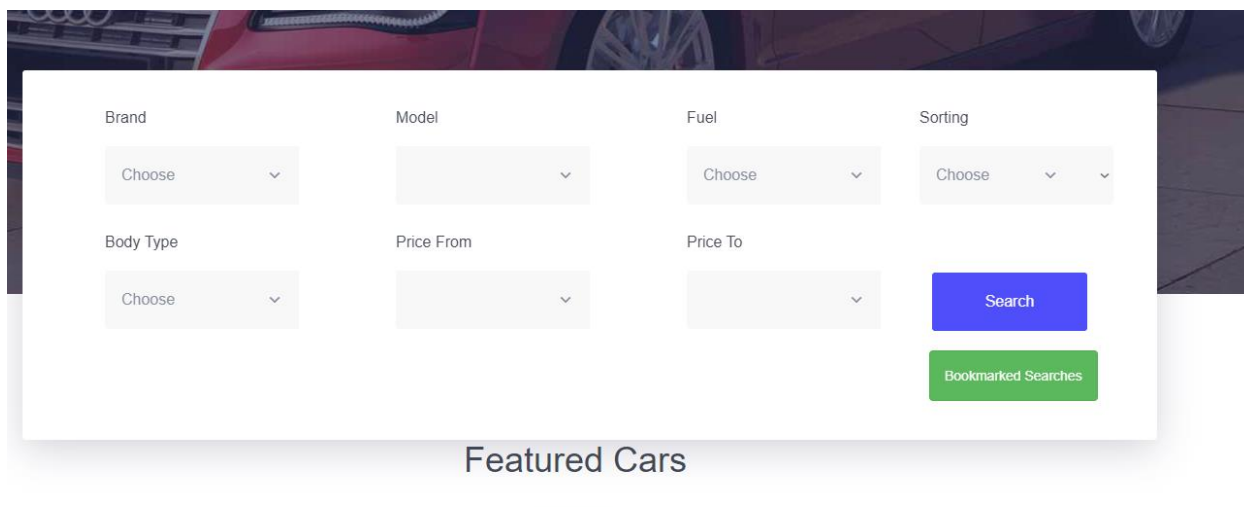 Brand Model Fuel Sorting
Choose Choose Choose
Body Type Price From Price To
Choose Search
Bookmarked Searches
Featured Cars